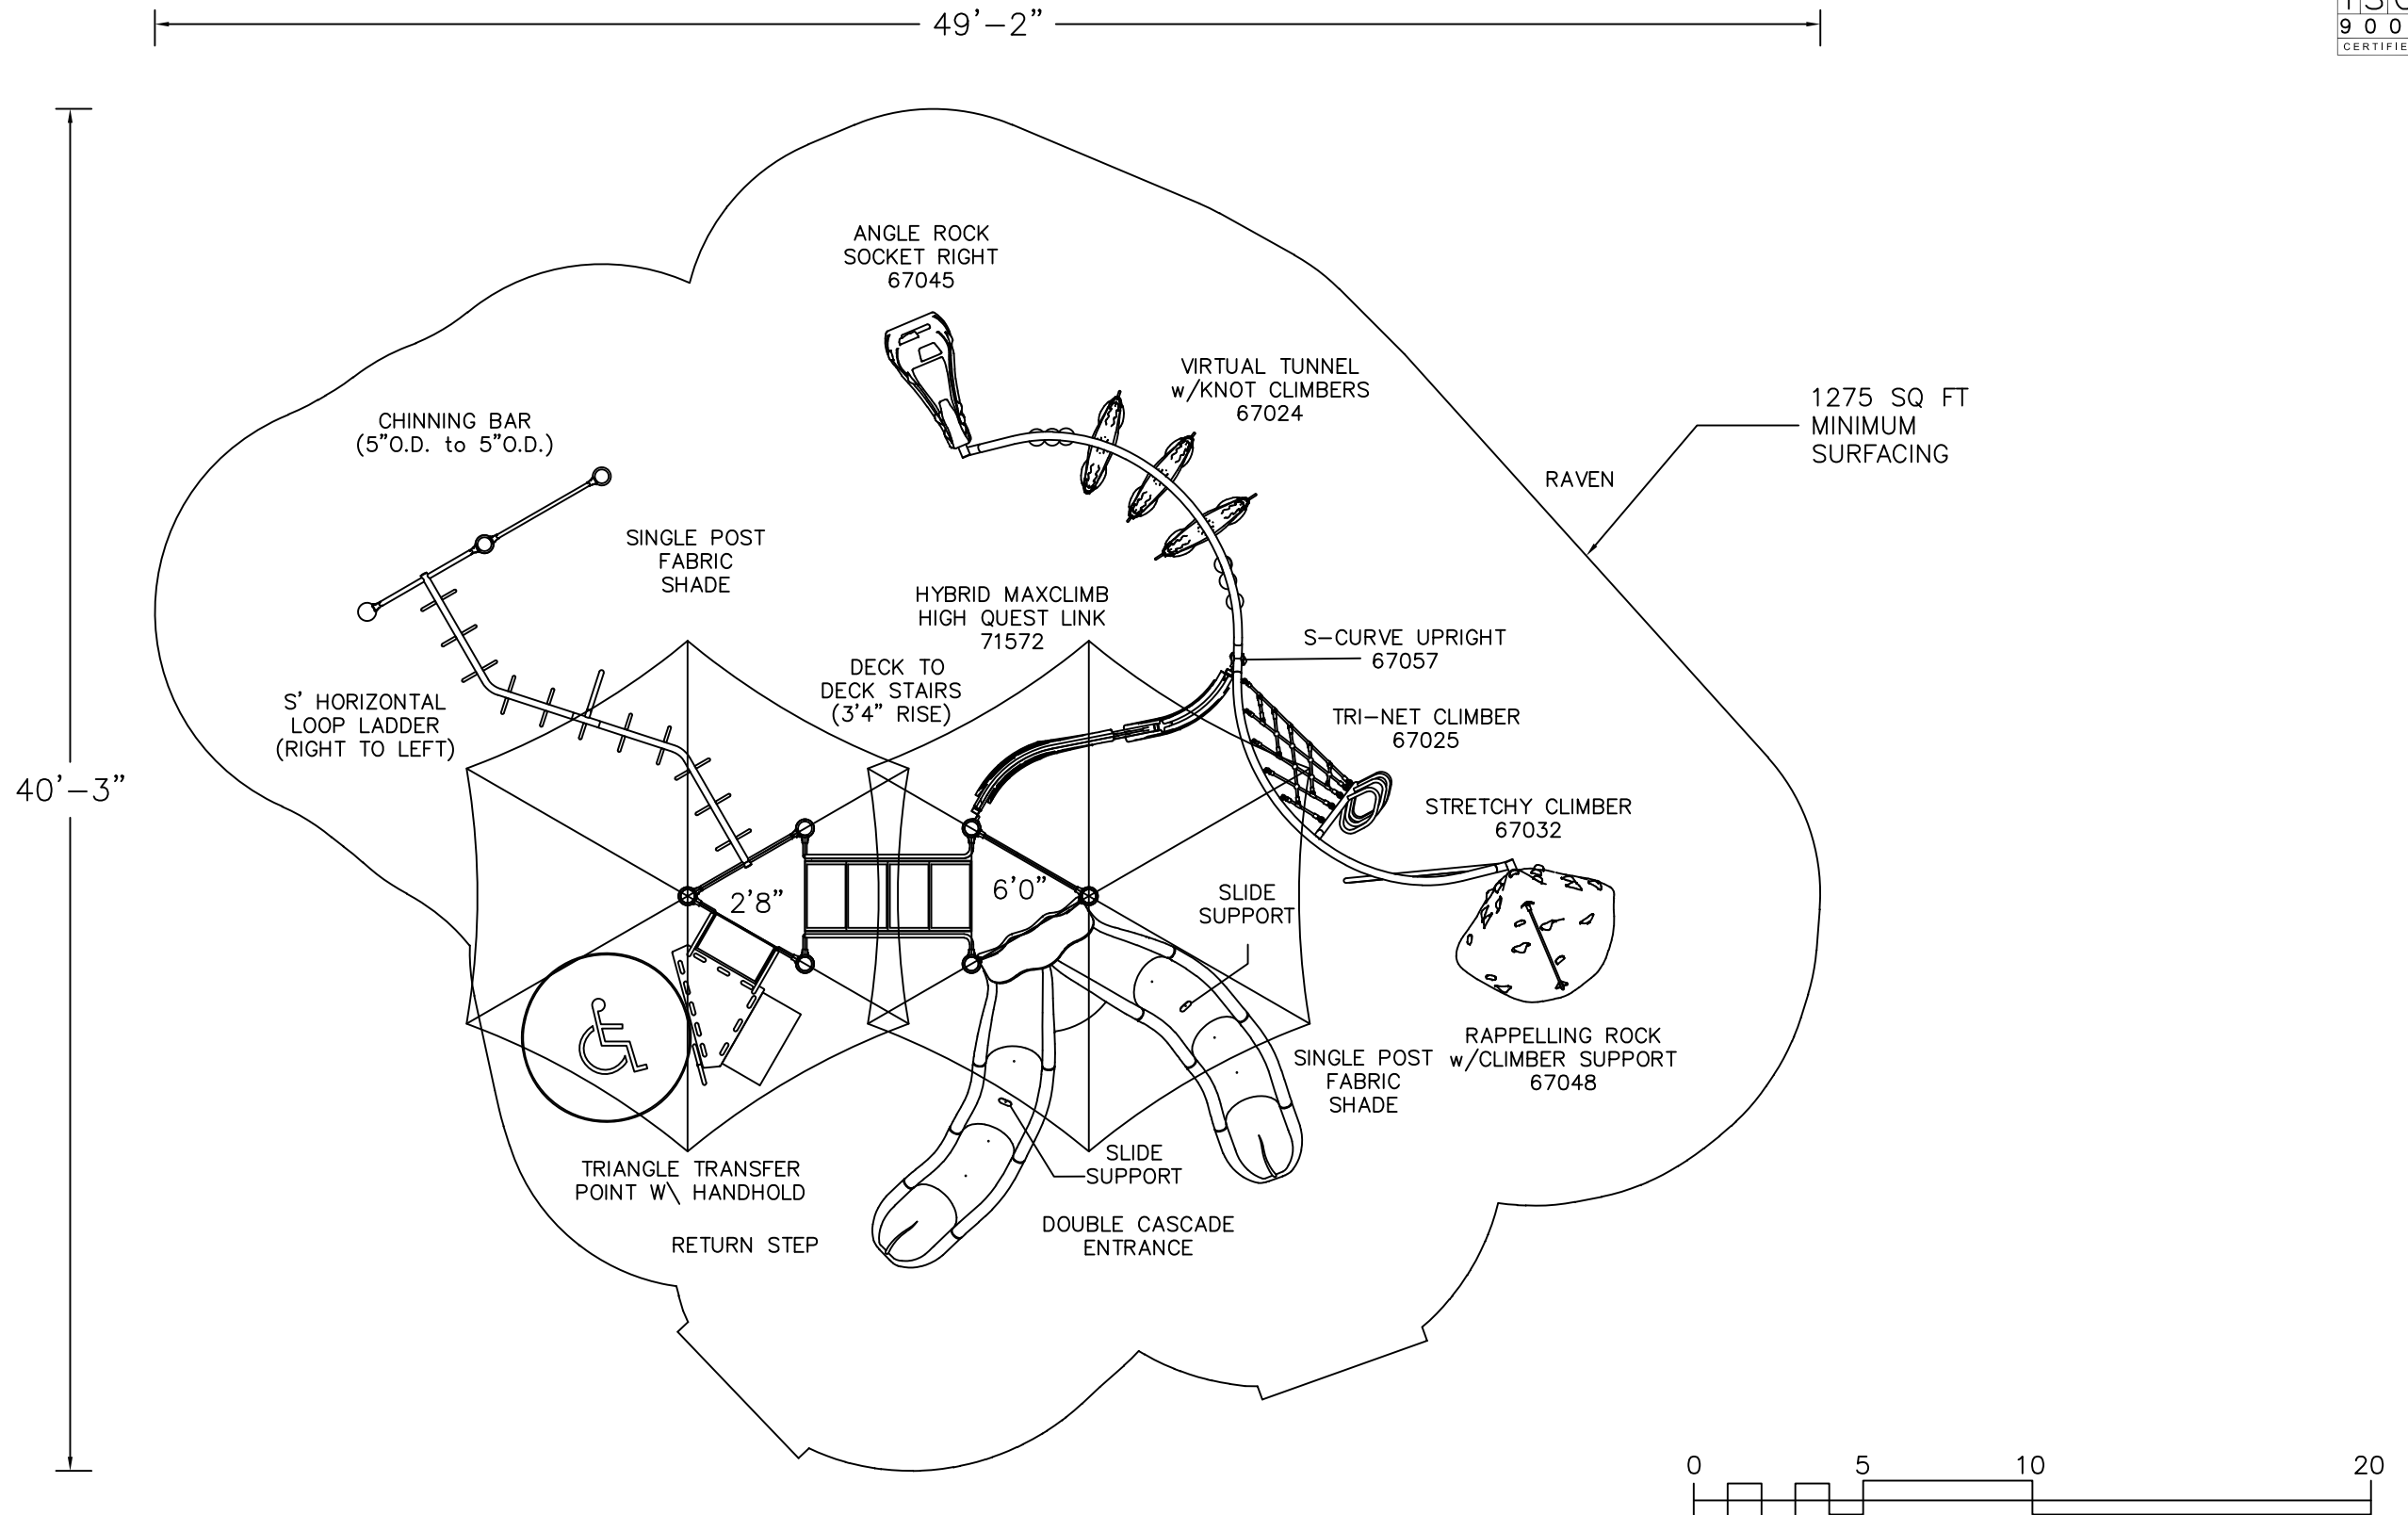 49'-2"
9 0 0
CERTIFIE
ANGLE ROCK
SOCKET RIGHT
67045
VIRTUAL TUNNEL
w/KNOT CLIMBERS
67024
1275 SQ FT
MINIMUM
SURFACING
CHINNING BAR
(5"O.D. to 5"O.D.)
RAVEN
SINGLE POST
FABRIC
SHADE
HYBRID MAXCLIMB
HIGH QUEST LINK
71572
S-CURVE UPRIGHT
67057
DECK TO
DECK STAIRS
(3'4" RISE)
S' HORIZONTAL
LOOP LADDER
(RIGHT TO LEFT)
TRI-NET CLIMBER
67025
40'-3"
STRETCHY CLIMBER
67032
2'8"
6'0"
SLIDE
SUPPORT
RAPPELLING ROCK
w/CLIMBER SUPPORT
67048
SINGLE POST
FABRIC
SHADE
SLIDE
SUPPORT
TRIANGLE TRANSFER
POINT W\ HANDHOLD
DOUBLE CASCADE
ENTRANCE
RETURN STEP
0 5 10 20